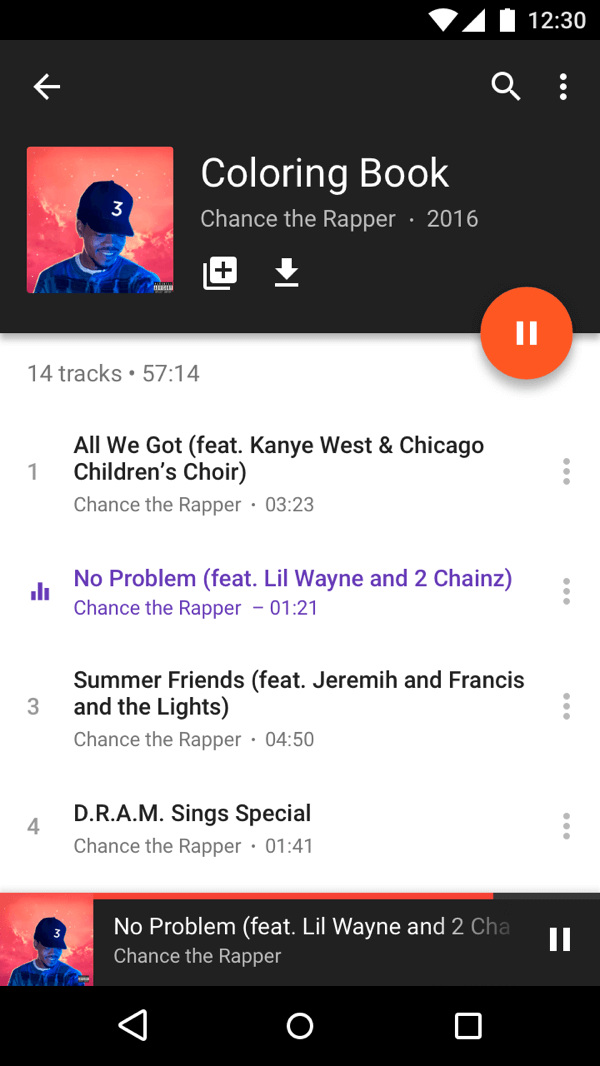 12:30
3
Coloring Book
Chance the Rapper · 2016
14 tracks • 57:14
1
All We Got (feat. Kanye West & Chicago
Children’s Choir)
Chance the Rapper · 03:23
No Problem (feat. Lil Wayne and 2 Chainz)
Chance the Rapper – 01:21
3
Summer Friends (feat. Jeremih and Francis
and the Lights)
Chance the Rapper · 04:50
4
D.R.A.M. Sings Special
Chance the Rapper · 01:41
3
No Problem (feat. Lil Wayne and 2 Cha
Chance the Rapper